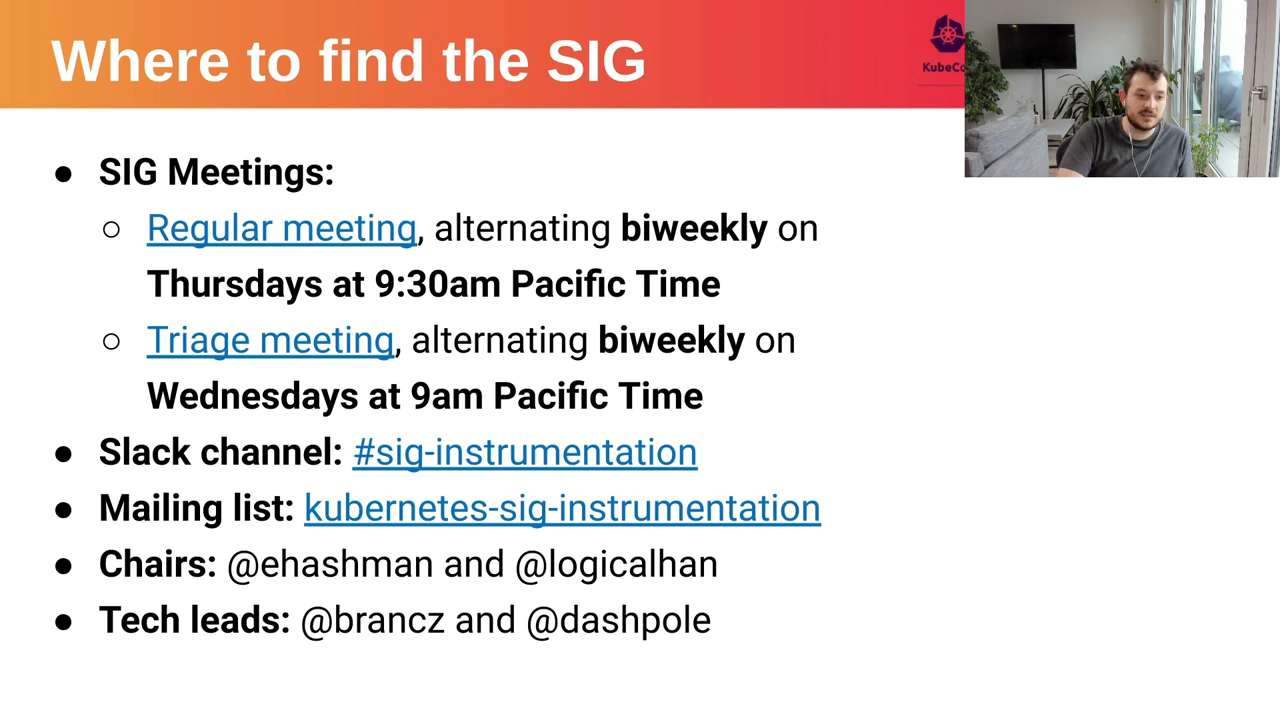 Where to find the SIG
● SIG Meetings:
○ Regular meeting, alternating biweekly on
Thursdays at 9:30am Pacific Time
○ Triage meeting, alternating biweekly on
Wednesdays at 9am Pacific Time
● Slack channel: #sig-instrumentation
● Mailing list: kubernetes-sig-instrumentation
● Chairs: @ehashman and @logicalhan
● Tech leads: @brancz and @dashpole